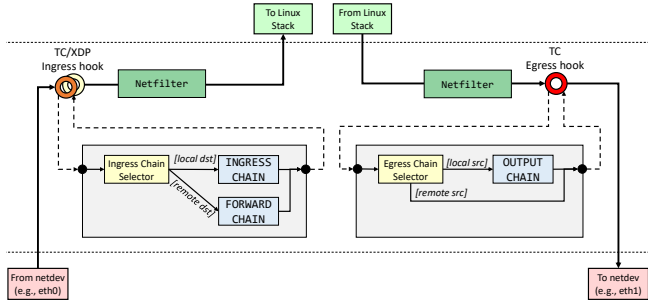 To Linux
Stack
From Linux
Stack
TC/XDP
Ingress hook
Netfilter
Netfilter
TC
Egress hook
Ingress Chain
Selector
[local dst]
[remote dst]
INGRESS
CHAIN
FORWARD
CHAIN
Egress Chain
Selector
[local src]
[remote src]
OUTPUT
CHAIN
From netdev
(e.g., eth0)
To netdev
(e.g., eth1)